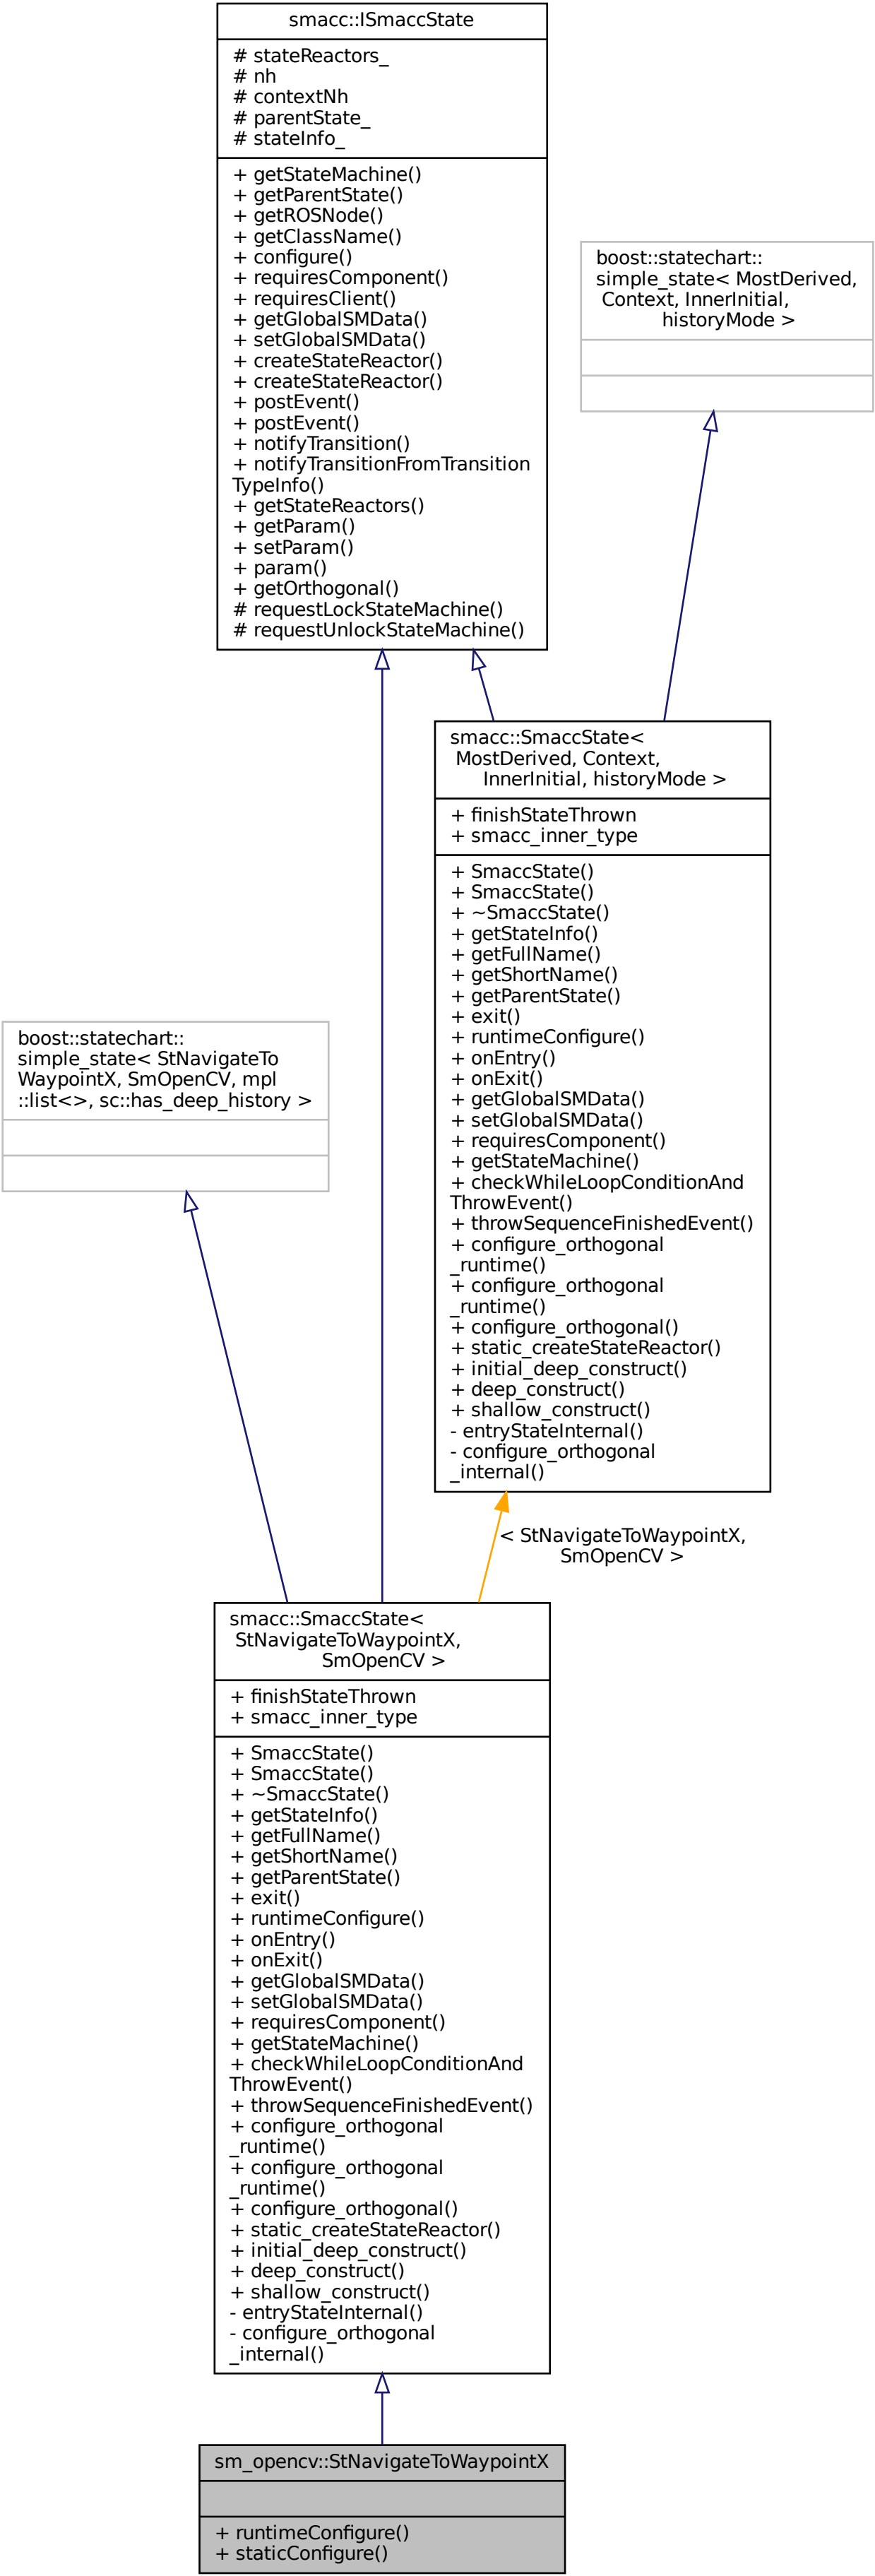 smacc::ISmaccState
# stateReactors_
# nh
# contextNh
# parentState_
# stateInfo_
+ getStateMachine()
+ getParentState()
+ getROSNode()
+ getClassName()
+ configure()
+ requiresComponent()
+ requiresClient()
+ getGlobalSMData()
+ setGlobalSMData()
+ createStateReactor()
+ createStateReactor()
+ postEvent()
+ postEvent()
+ notifyTransition()
+ notifyTransitionFromTransition
TypeInfo()
+ getStateReactors()
+ getParam()
+ setParam()
+ param()
+ getOrthogonal()
# requestLockStateMachine()
# requestUnlockStateMachine()
boost::statechart::
simple_state< MostDerived,
Context, InnerInitial,
historyMode >
smacc::SmaccState<
MostDerived, Context,
InnerInitial, historyMode >
+ finishStateThrown
+ smacc_inner_type
+ SmaccState()
+ SmaccState()
+ ~SmaccState()
+ getStateInfo()
+ getFullName()
+ getShortName()
+ getParentState()
+ exit()
+ runtimeConfigure()
+ onEntry()
+ onExit()
+ getGlobalSMData()
+ setGlobalSMData()
+ requiresComponent()
+ getStateMachine()
+ checkWhileLoopConditionAnd
ThrowEvent()
+ throwSequenceFinishedEvent()
+ configure_orthogonal
_runtime()
+ configure_orthogonal
_runtime()
+ configure_orthogonal()
+ static_createStateReactor()
+ initial_deep_construct()
+ deep_construct()
+ shallow_construct()
- entryStateInternal()
- configure_orthogonal
_internal()
boost::statechart::
simple_state< StNavigateTo
WaypointX, SmOpenCV, mpl
::list<>, sc::has_deep_history >
< StNavigateToWaypointX,
SmOpenCV >
smacc::SmaccState<
StNavigateToWaypointX,
SmOpenCV >
+ finishStateThrown
+ smacc_inner_type
+ SmaccState()
+ SmaccState()
+ ~SmaccState()
+ getStateInfo()
+ getFullName()
+ getShortName()
+ getParentState()
+ exit()
+ runtimeConfigure()
+ onEntry()
+ onExit()
+ getGlobalSMData()
+ setGlobalSMData()
+ requiresComponent()
+ getStateMachine()
+ checkWhileLoopConditionAnd
ThrowEvent()
+ throwSequenceFinishedEvent()
+ configure_orthogonal
_runtime()
+ configure_orthogonal
_runtime()
+ configure_orthogonal()
+ static_createStateReactor()
+ initial_deep_construct()
+ deep_construct()
+ shallow_construct()
- entryStateInternal()
- configure_orthogonal
_internal()
sm_opencv::StNavigateToWaypointX
+ runtimeConfigure()
+ staticConfigure()